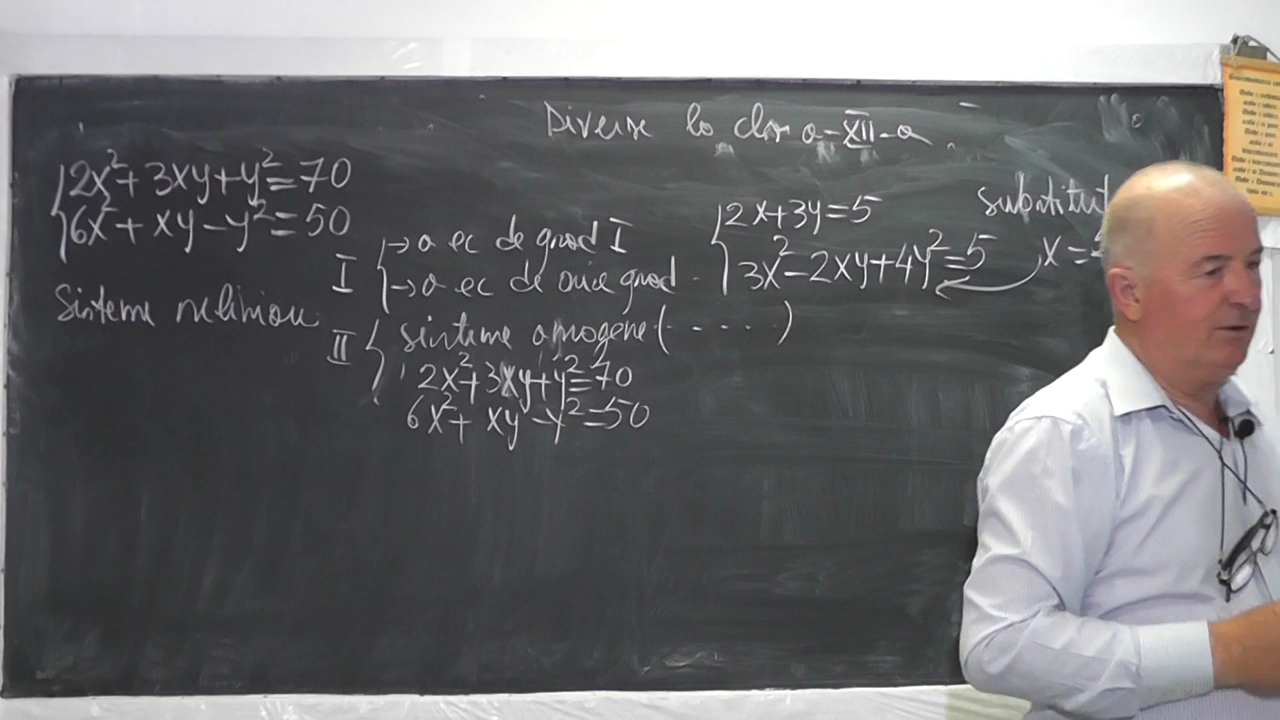 Diverse la clasa a-XII-a
2x²+3xy+y²=70
6x²+xy-y²=50
Sisteme neliniare
I
→ o ec de grad I
→ o ec de orice grad
2x+3y=5
3x²-2xy+4y²=5
x=
II
sisteme omogene (.....)
2x²+3xy+y²=70
6x²+xy-y²=50